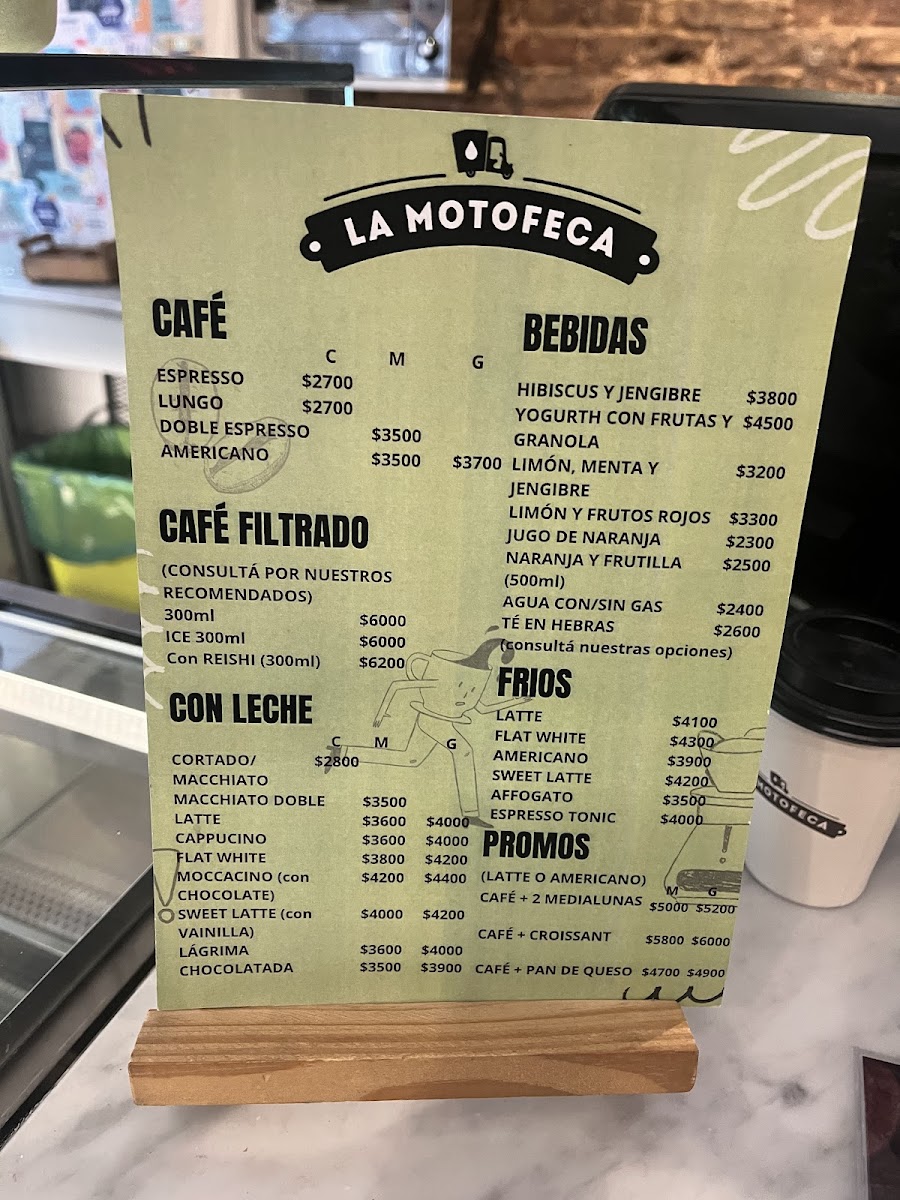 LA MOTOFECA
CAFÉ
C M G
ESPRESSO $2700
LUNGO $2700
DOBLE ESPRESSO $3500
AMERICANO $3500 $3700
CAFÉ FILTRADO
(CONSULTÁ POR NUESTROS
RECOMENDADOS)
300ml $6000
ICE 300ml $6000
Con REISHI (300ml) $6200
CON LECHE
C M G
CORTADO/ $2800
MACCHIATO
MACCHIATO DOBLE $3500
LATTE $3600 $4000
CAPPUCINO $3600 $4000
FLAT WHITE $3800 $4200
MOCCACINO (con $4200 $4400
CHOCOLATE)
SWEET LATTE (con $4000 $4200
VAINILLA)
LÁGRIMA $3600 $4000
CHOCOLATADA $3500 $3900
BEBIDAS
HIBISCUS Y JENGIBRE $3800
YOGURTH CON FRUTAS Y $4500
GRANOLA
LIMÓN, MENTA Y $3200
JENGIBRE
LIMÓN Y FRUTOS ROJOS $3300
JUGO DE NARANJA $2300
NARANJA Y FRUTILLA $2500
(500ml)
AGUA CON/SIN GAS $2400
TÉ EN HEBRAS $2600
(consultá nuestras opciones)
FRIOS
LATTE $4100
FLAT WHITE $4300
AMERICANO $3900
SWEET LATTE $4200
AFFOGATO $3500
ESPRESSO TONIC $4000
PROMOS
(LATTE O AMERICANO)
M G
CAFÉ + 2 MEDIALUNAS $5000 $5200
CAFÉ + CROISSANT $5800 $6000
CAFÉ + PAN DE QUESO $4700 $4900
MOTOFECA